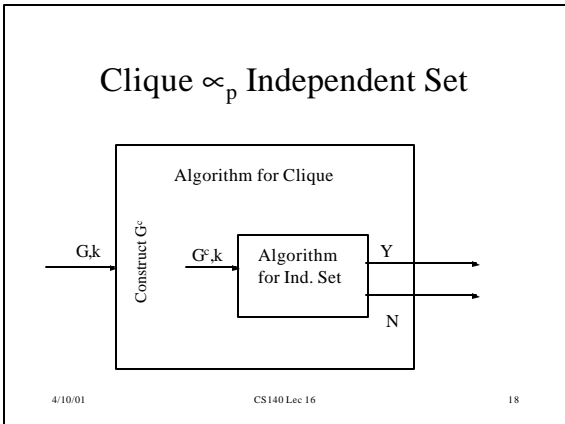 Clique ∝p Independent Set
Algorithm for Clique
G,k
Construct Gc
Gc,k
Algorithm
for Ind. Set
Y
N
4/10/01
CS140 Lec 16
18